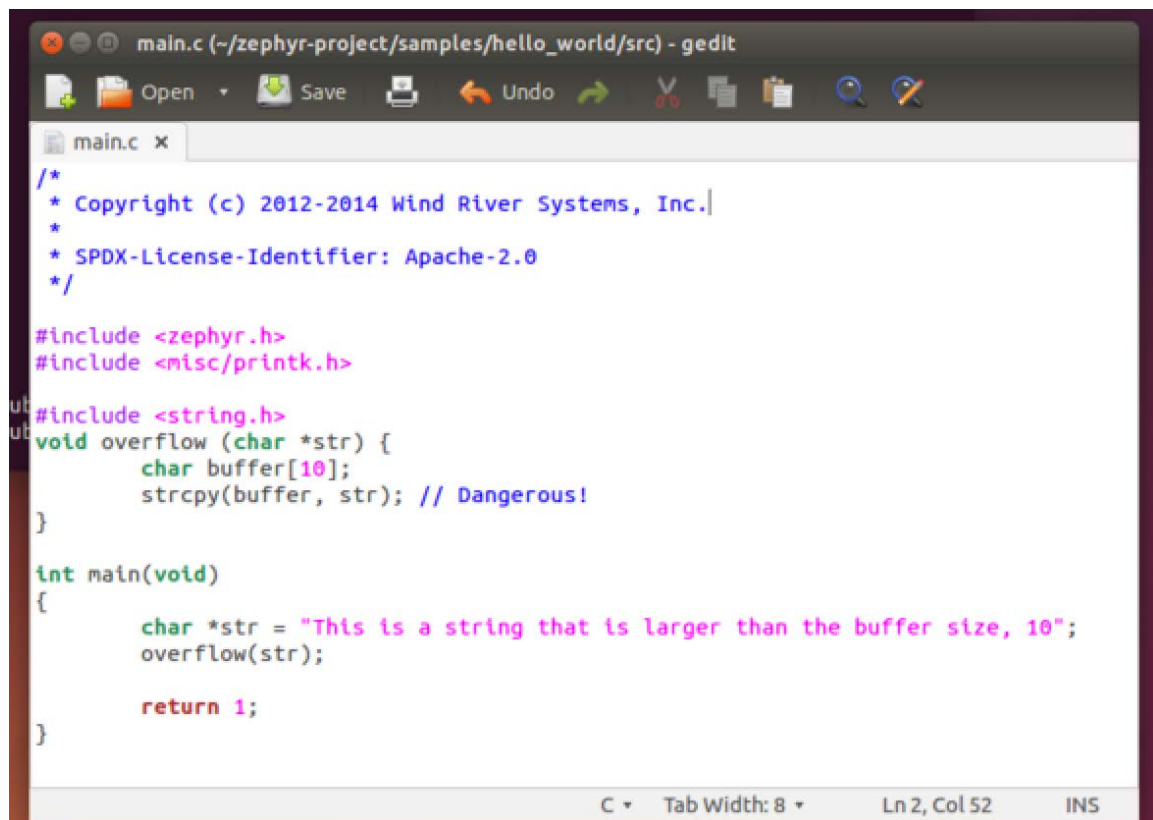 main.c (~/zephyr-project/samples/hello_world/src) - gedit
Open Save Undo
main.c
/*
 * Copyright (c) 2012-2014 Wind River Systems, Inc.
 *
 * SPDX-License-Identifier: Apache-2.0
 */
#include <zephyr.h>
#include <misc/printk.h>
#include <string.h>
void overflow (char *str) {
        char buffer[10];
        strcpy(buffer, str); // Dangerous!
}
int main(void)
{
        char *str = "This is a string that is larger than the buffer size, 10";
        overflow(str);
        return 1;
}
C Tab Width: 8 Ln 2, Col 52 INS